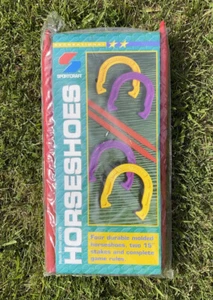 SPORTCRAFT
HORSESHOES
Four durable molded
horseshoes, two 15"
stakes and complete
game rules.